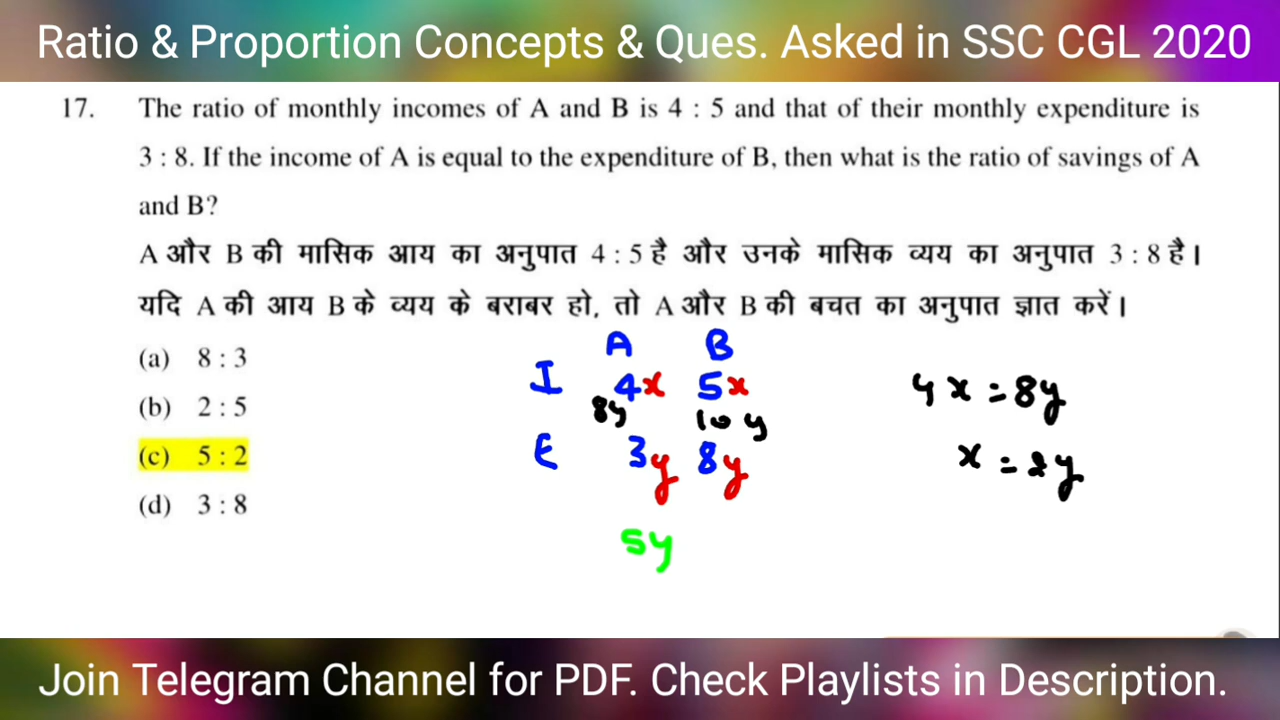 Ratio & Proportion Concepts & Ques. Asked in SSC CGL 2020
17. The ratio of monthly incomes of A and B is 4 : 5 and that of their monthly expenditure is
3 : 8. If the income of A is equal to the expenditure of B, then what is the ratio of savings of A
and B?
A और B की मासिक आय का अनुपात 4 : 5 है और उनके मासिक व्यय का अनुपात 3 : 8 है।
यदि A की आय B के व्यय के बराबर हो, तो A और B की बचत का अनुपात ज्ञात करें।
(a) 8 : 3
(b) 2 : 5
(c) 5 : 2
(d) 3 : 8
A B
I 4x 5x
8y 10y
E 3y 8y
5y
4x = 8y
x = 2y
Join Telegram Channel for PDF. Check Playlists in Description.